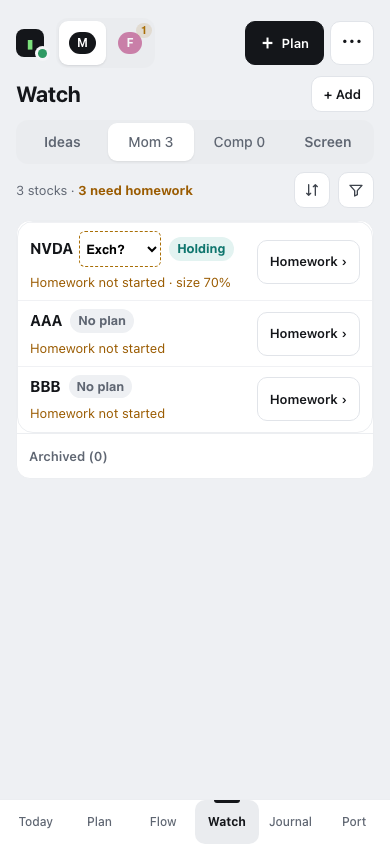 M F 1 + Plan •••
Watch + Add
Ideas Mom 3 Comp 0 Screen
3 stocks · 3 need homework
NVDA Exch? Holding Homework ›
Homework not started · size 70%
AAA No plan Homework ›
Homework not started
BBB No plan Homework ›
Homework not started
Archived (0)
Today Plan Flow Watch Journal Port